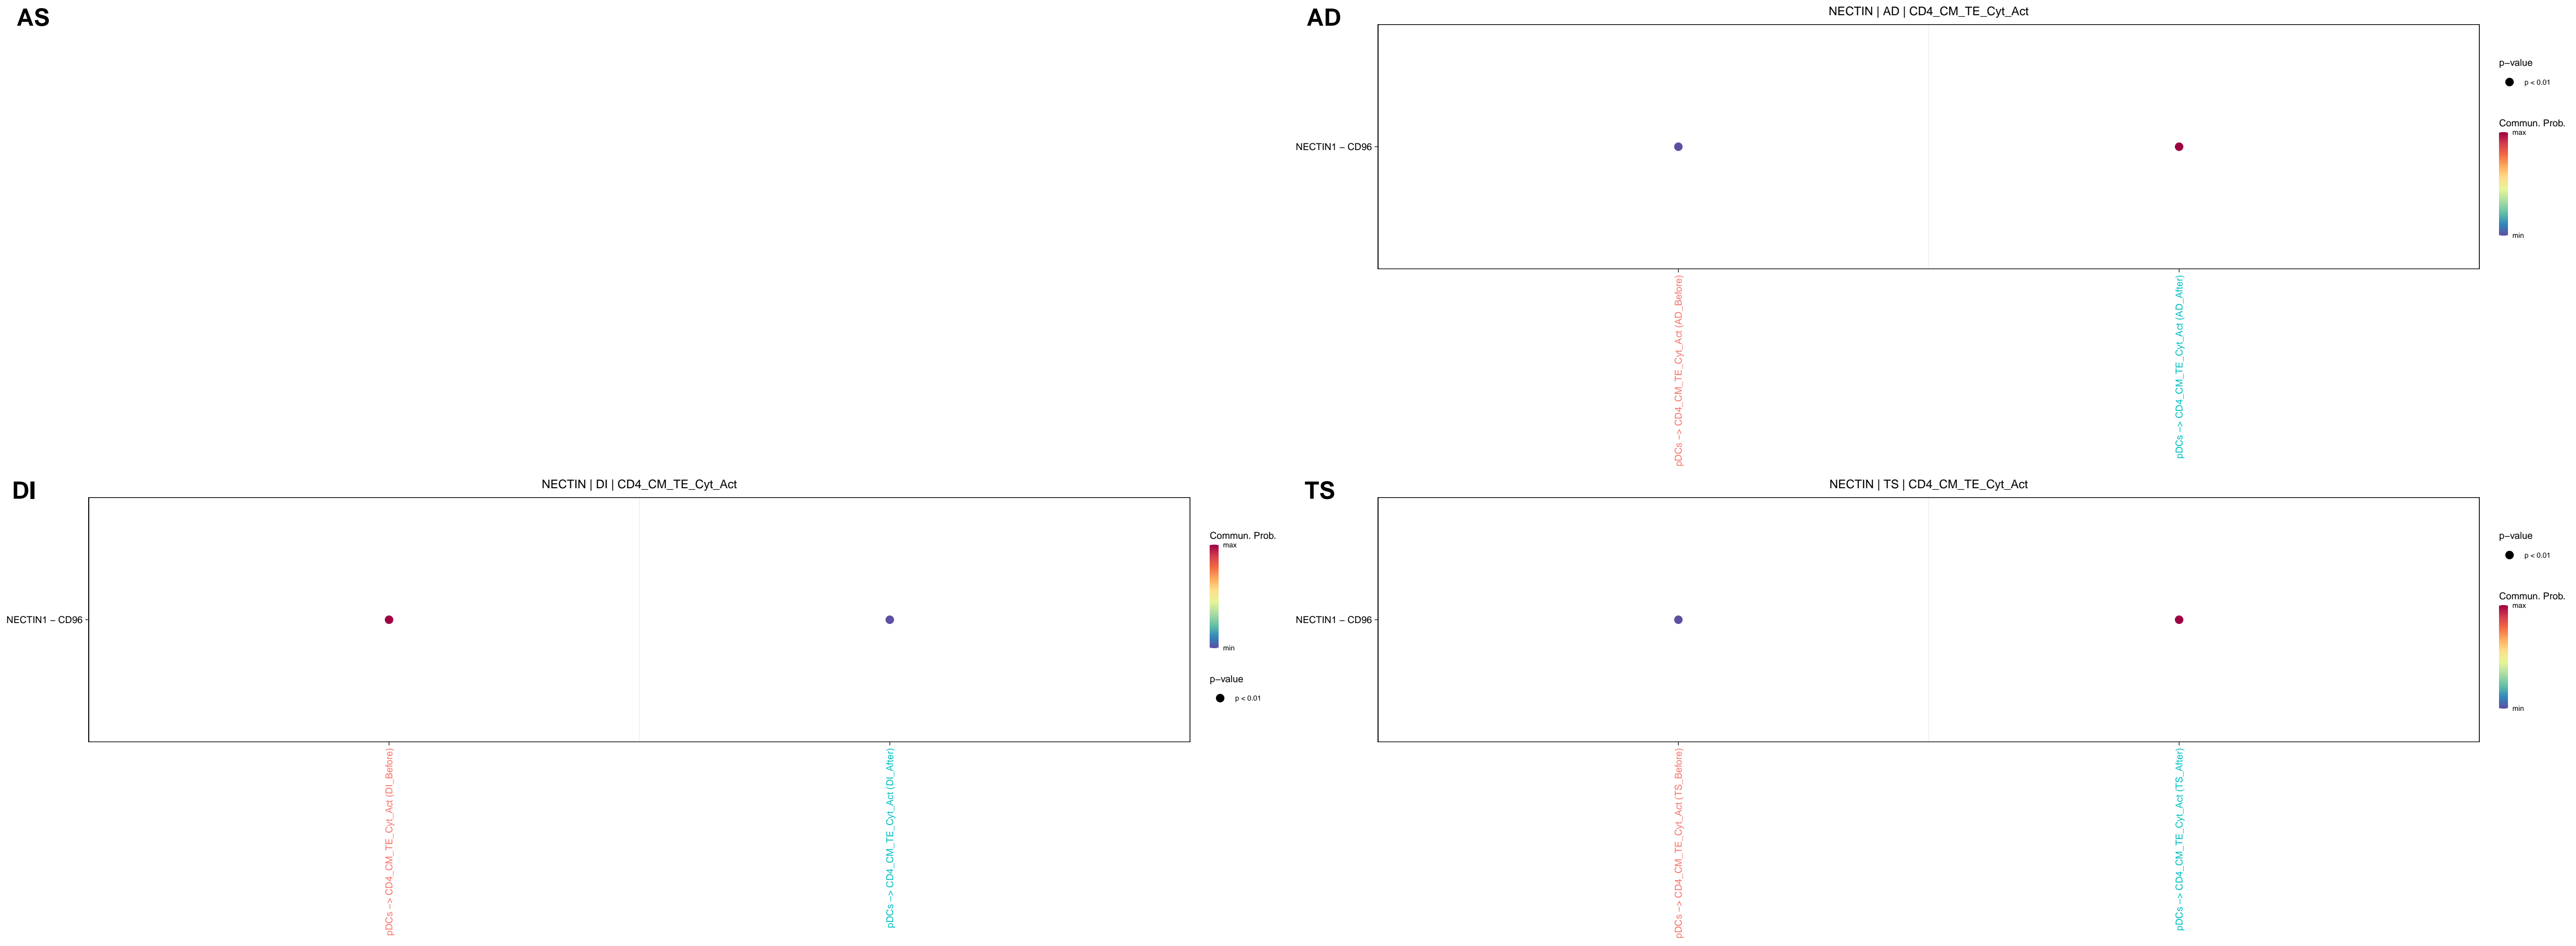 AS
AD
NECTIN | AD | CD4_CM_TE_Cyt_Act
NECTIN1 − CD96
p−value
p < 0.01
Commun. Prob.
max
min
pDCs −> CD4_CM_TE_Cyt_Act (AD_Before)
pDCs −> CD4_CM_TE_Cyt_Act (AD_After)
DI
NECTIN | DI | CD4_CM_TE_Cyt_Act
NECTIN1 − CD96
Commun. Prob.
max
min
p−value
p < 0.01
pDCs −> CD4_CM_TE_Cyt_Act (DI_Before)
pDCs −> CD4_CM_TE_Cyt_Act (DI_After)
TS
NECTIN | TS | CD4_CM_TE_Cyt_Act
NECTIN1 − CD96
p−value
p < 0.01
Commun. Prob.
max
min
pDCs −> CD4_CM_TE_Cyt_Act (TS_Before)
pDCs −> CD4_CM_TE_Cyt_Act (TS_After)